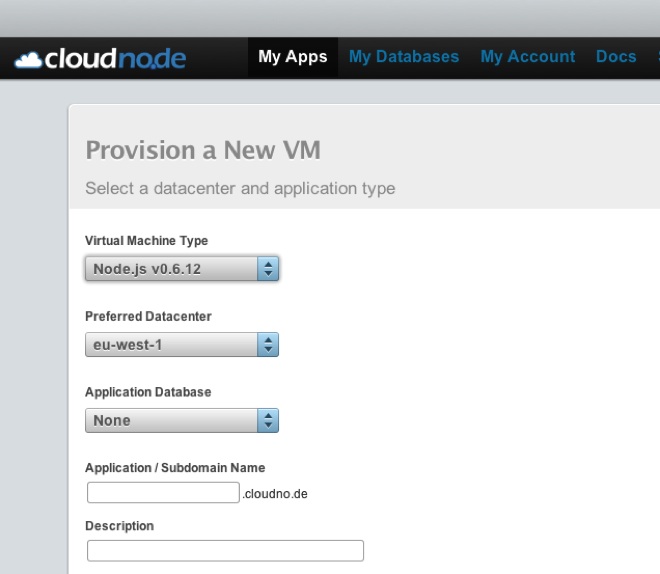 cloudno.de
My Apps My Databases My Account Docs
Provision a New VM
Select a datacenter and application type
Virtual Machine Type
Node.js v0.6.12
Preferred Datacenter
eu-west-1
Application Database
None
Application / Subdomain Name
.cloudno.de
Description